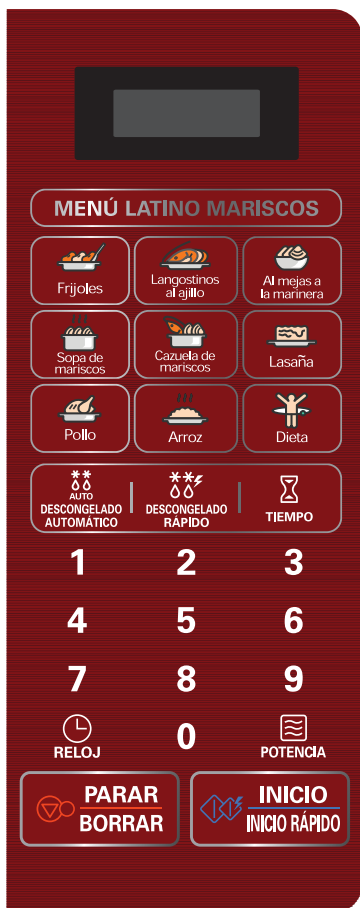 MENÚ LATINO MARISCOS
Frijoles
Langostinos
al ajillo
Al mejas a
la marinera
Sopa de
mariscos
Cazuela de
mariscos
Lasaña
Pollo
Arroz
Dieta
AUTO
DESCONGELADO
AUTOMÁTICO
DESCONGELADO
RÁPIDO
TIEMPO
1 2 3
4 5 6
7 8 9
RELOJ
0
POTENCIA
PARAR
BORRAR
INICIO
INICIO RÁPIDO